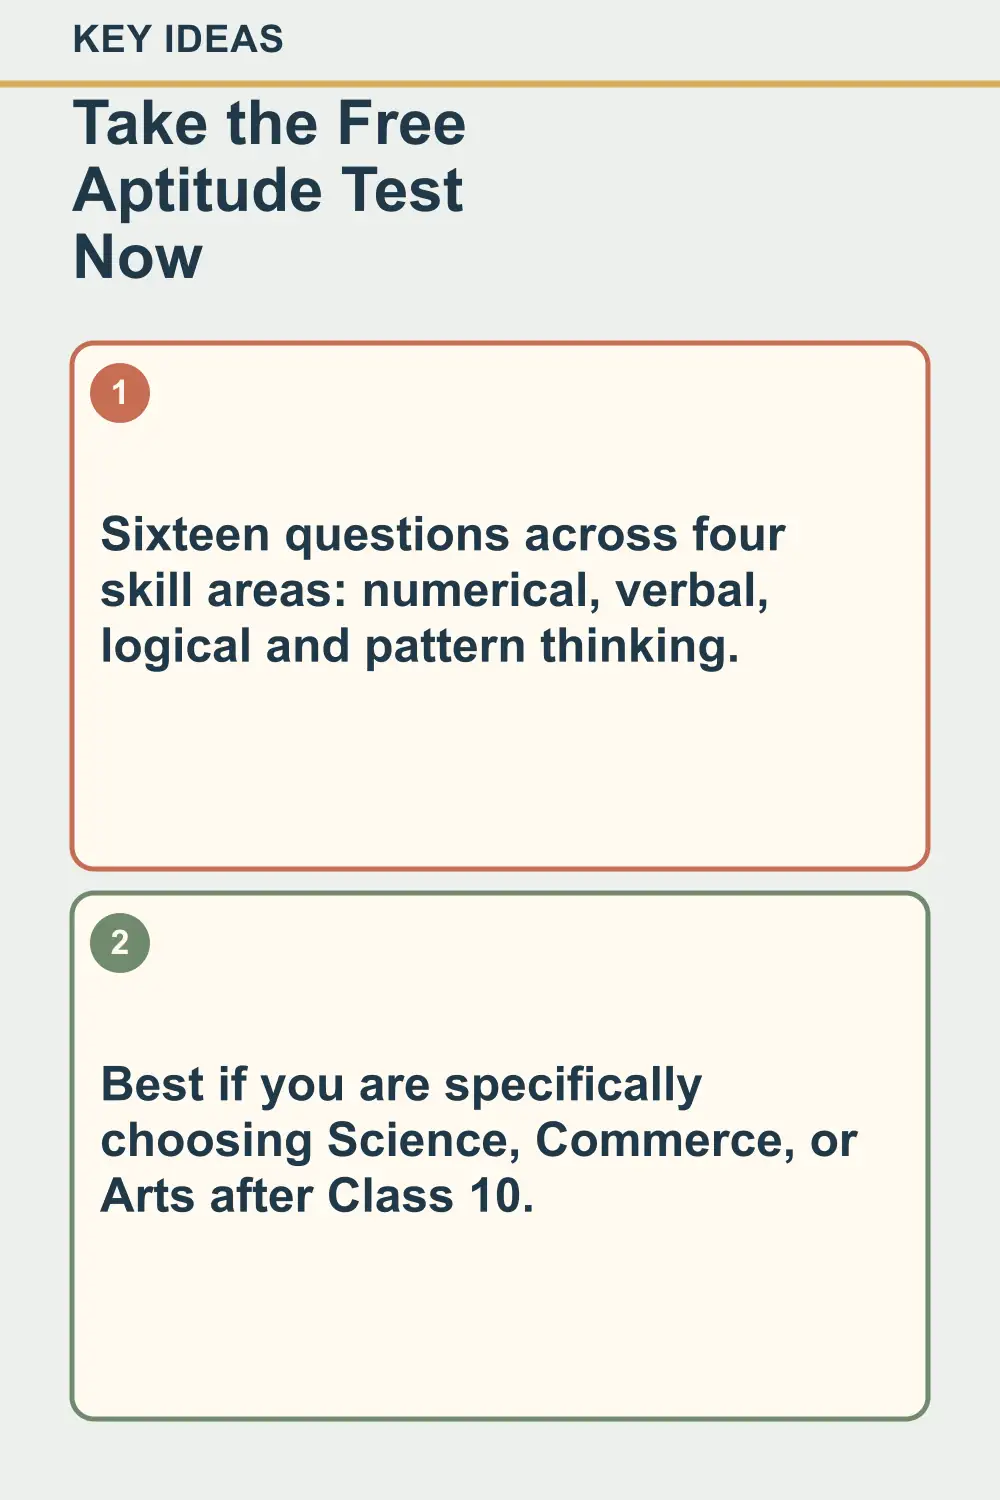 KEY IDEAS
Take the Free
Aptitude Test
Now
1
Sixteen questions across four
skill areas: numerical, verbal,
logical and pattern thinking.
2
Best if you are specifically
choosing Science, Commerce, or
Arts after Class 10.